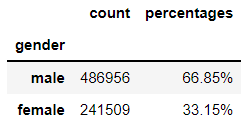 count percentages
gender
male 486956 66.85%
female 241509 33.15%